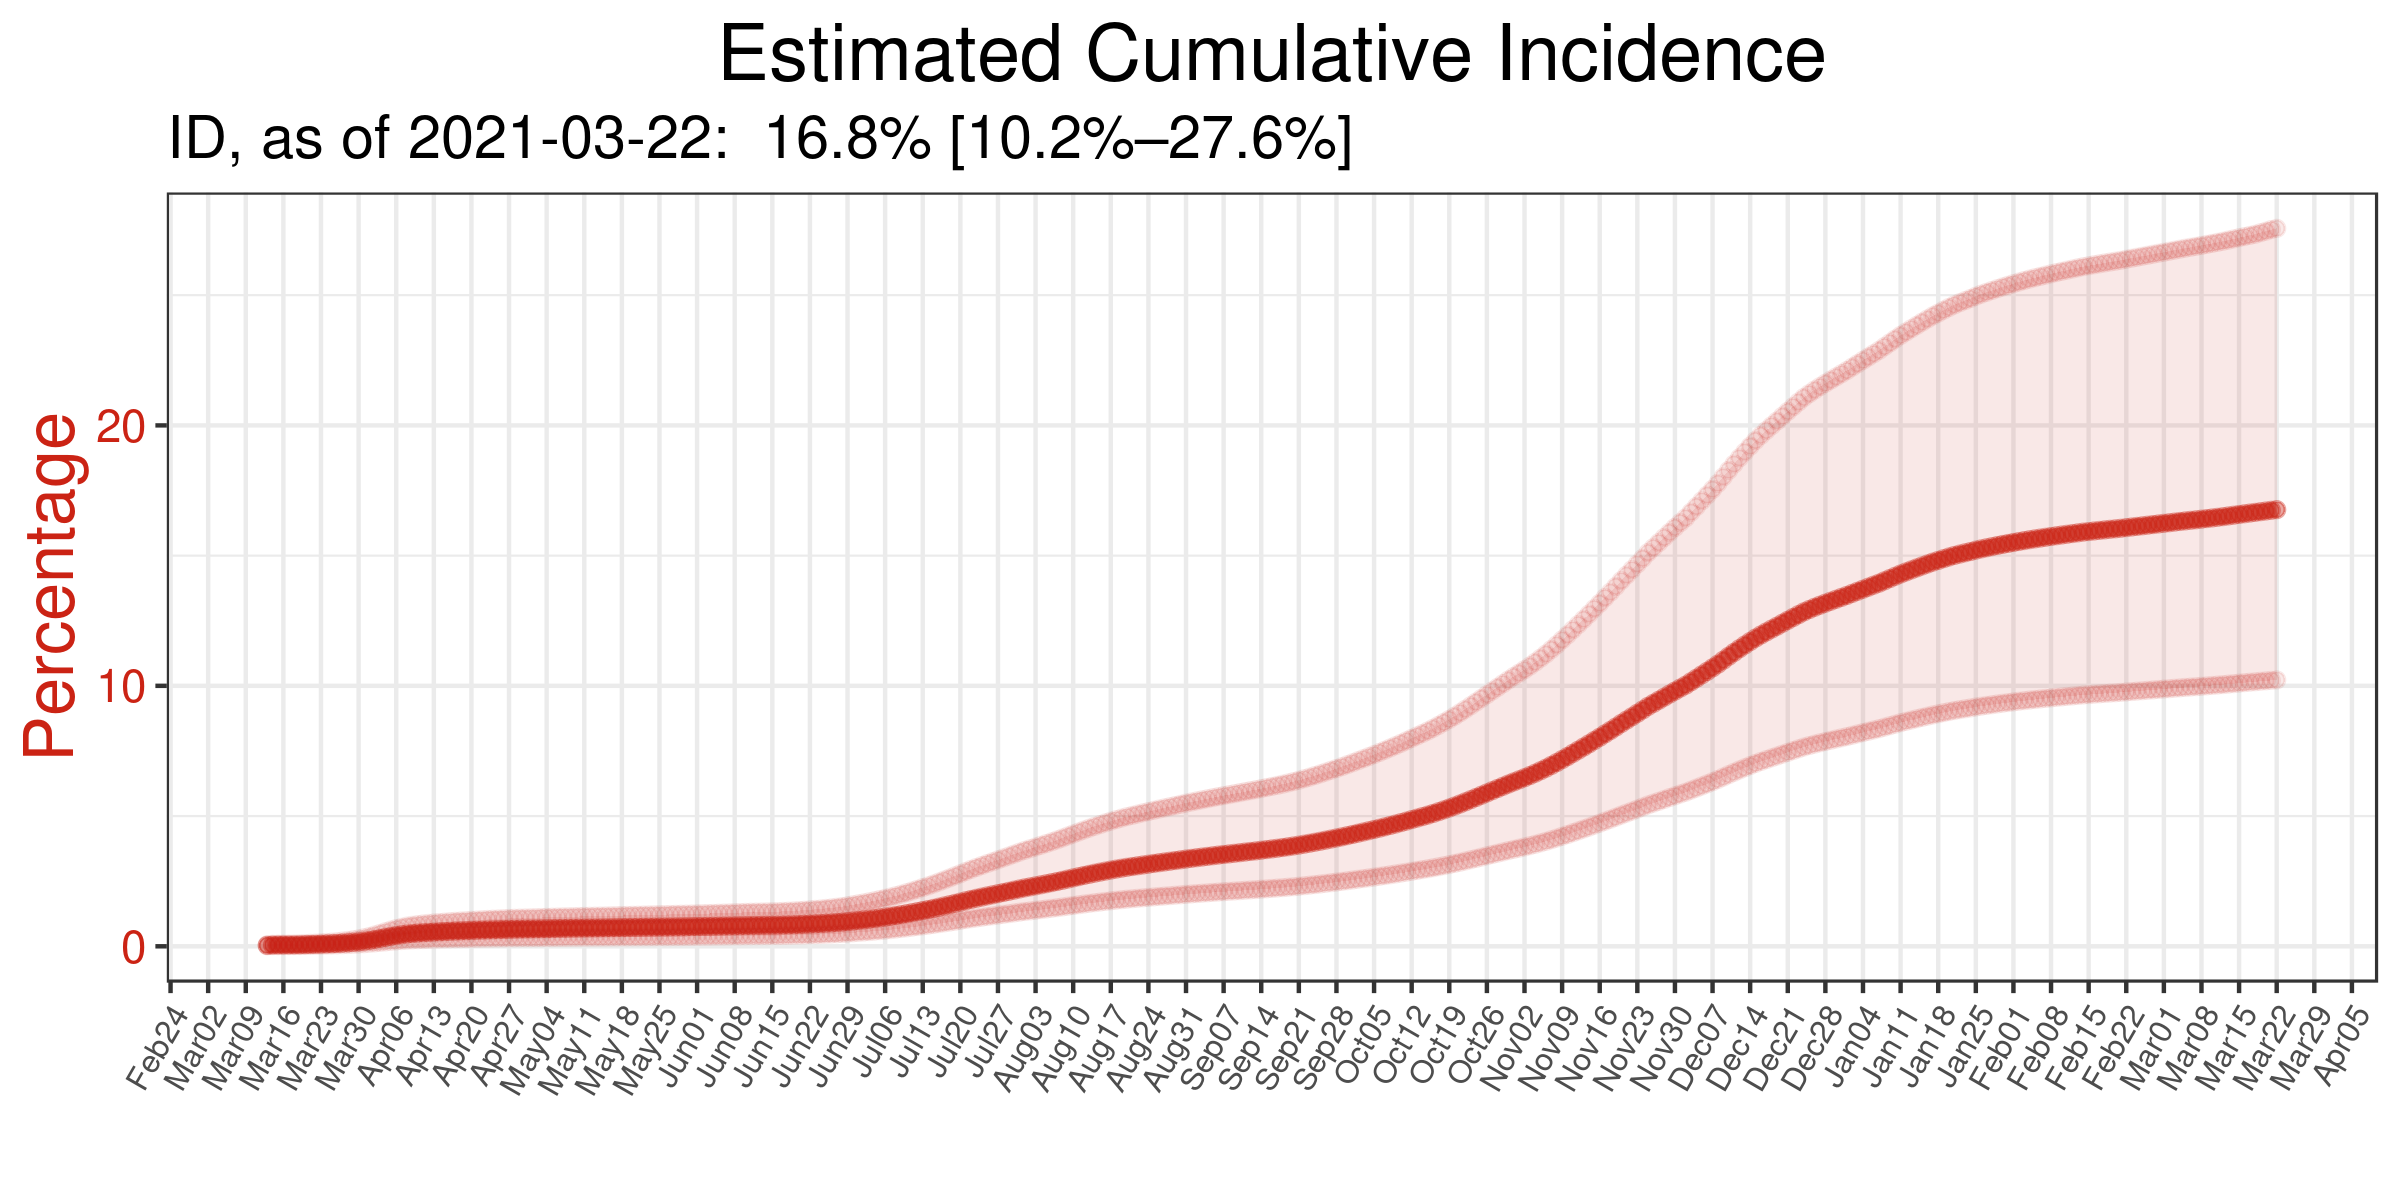 Estimated Cumulative Incidence
ID, as of 2021-03-22:  16.8% [10.2%–27.6%]
Percentage
20
10
0
Feb24
Mar02
Mar09
Mar16
Mar23
Mar30
Apr06
Apr13
Apr20
Apr27
May04
May11
May18
May25
Jun01
Jun08
Jun15
Jun22
Jun29
Jul06
Jul13
Jul20
Jul27
Aug03
Aug10
Aug17
Aug24
Aug31
Sep07
Sep14
Sep21
Sep28
Oct05
Oct12
Oct19
Oct26
Nov02
Nov09
Nov16
Nov23
Nov30
Dec07
Dec14
Dec21
Dec28
Jan04
Jan11
Jan18
Jan25
Feb01
Feb08
Feb15
Feb22
Mar01
Mar08
Mar15
Mar22
Mar29
Apr05